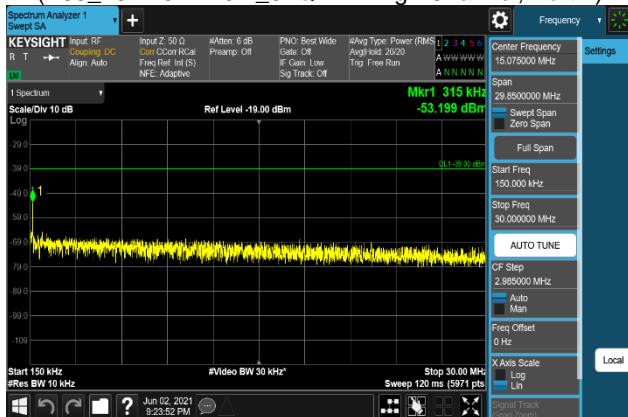 Spectrum Analyzer 1
Swept SA
Frequency
KEYSIGHT
R T
Input: RF
Coupling: DC
Align: Auto
Input Z: 50 Ω
Corr CCorr RCal
Freq Ref: Int (S)
NFE: Adaptive
#Atten: 6 dB
Preamp: Off
PNO: Best Wide
Gate: Off
IF Gain: Low
Sig Track: Off
#Avg Type: Power (RMS
Avg|Hold: 20/20
Trig: Free Run
1 2 3 4 5 6
A W W W W W
A N N N N N
LW
1 Spectrum
Scale/Div 10 dB
Ref Level -19.00 dBm
Mkr1 315 kHz
-53.199 dBm
Log
-29.0
-39.0
-49.0
-59.0
-69.0
-79.0
-89.0
-99.0
-109
DL1 -39.00 dBm
1
Start 150 kHz
#Res BW 10 kHz
#Video BW 30 kHz*
Stop 30.00 MHz
Sweep 120 ms (5971 pts
Jun 02, 2021
9:23:52 PM
Center Frequency
15.075000 MHz
Settings
Span
29.8500000 MHz
Swept Span
Zero Span
Full Span
Start Freq
150.000 kHz
Stop Freq
30.000000 MHz
AUTO TUNE
CF Step
2.985000 MHz
Auto
Man
Freq Offset
0 Hz
X Axis Scale
Log
Lin
Local
Signal Track